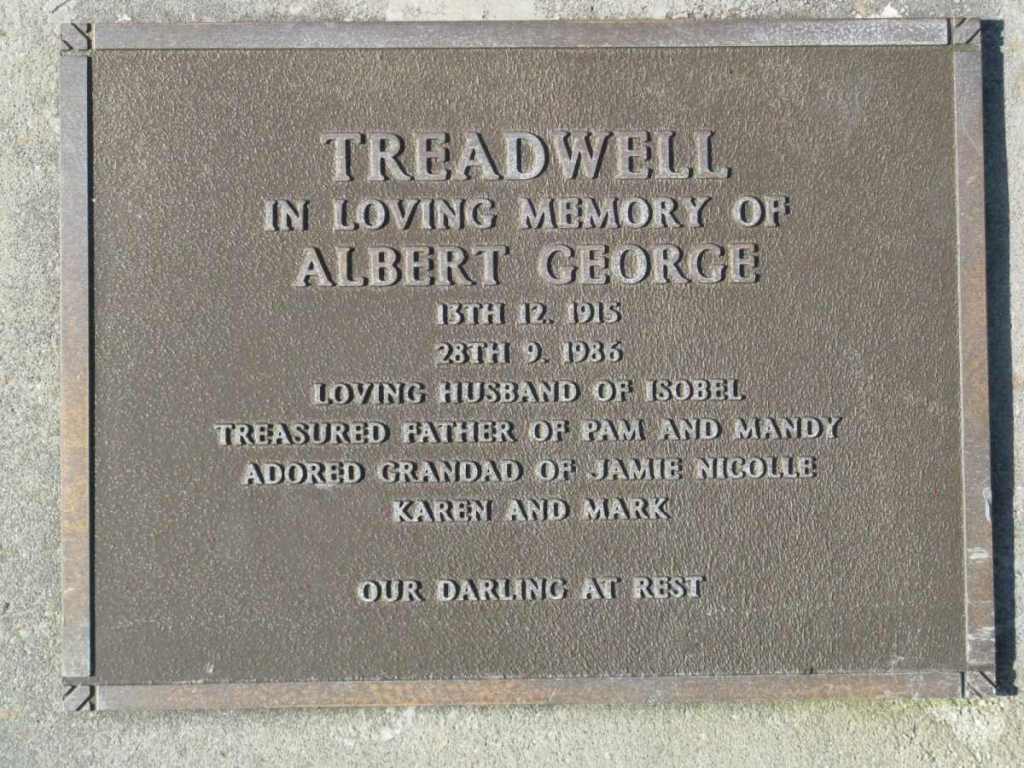 TREADWELL
IN LOVING MEMORY OF
ALBERT GEORGE
13TH 12. 1915
28TH 9. 1986
LOVING HUSBAND OF ISOBEL
TREASURED FATHER OF PAM AND MANDY
ADORED GRANDAD OF JAMIE NICOLLE
KAREN AND MARK
OUR DARLING AT REST